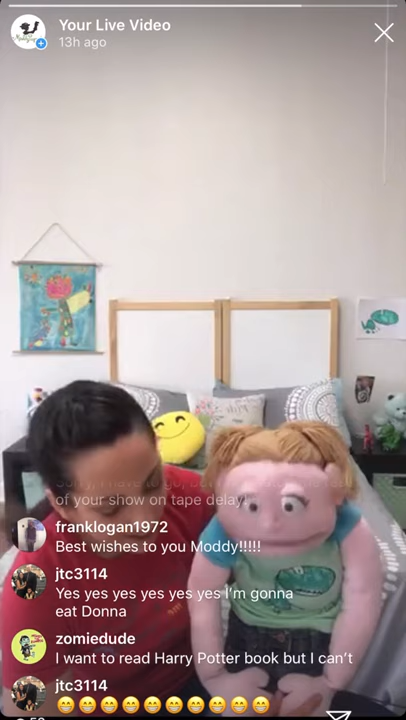 Your Live Video
13h ago
of your show on tape delay!
franklogan1972
Best wishes to you Moddy!!!!!
jtc3114
Yes yes yes yes yes yes I'm gonna
eat Donna
zomiedude
I want to read Harry Potter book but I can't
jtc3114
😁😁😁😁😁😁😁😁😁😁